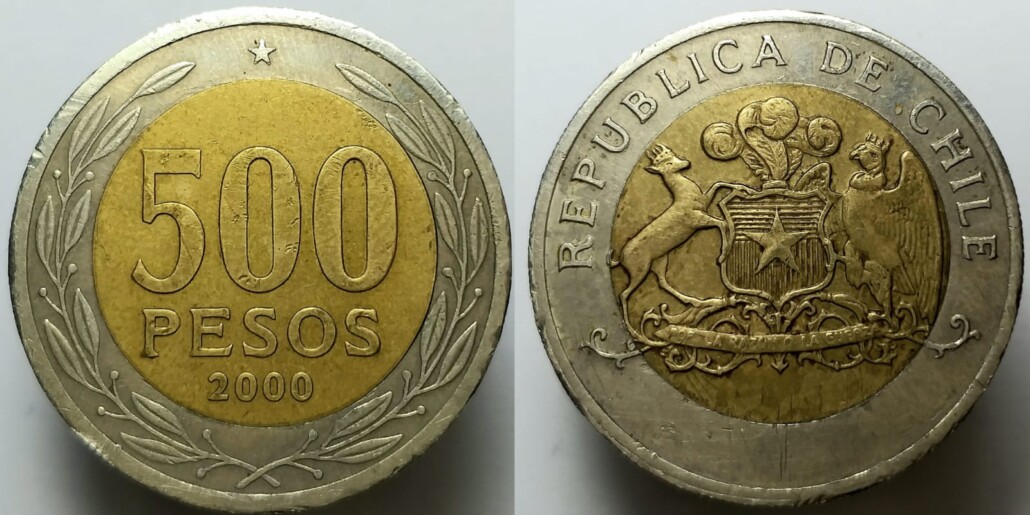 500
PESOS
2000
REPUBLICA DE CHILE